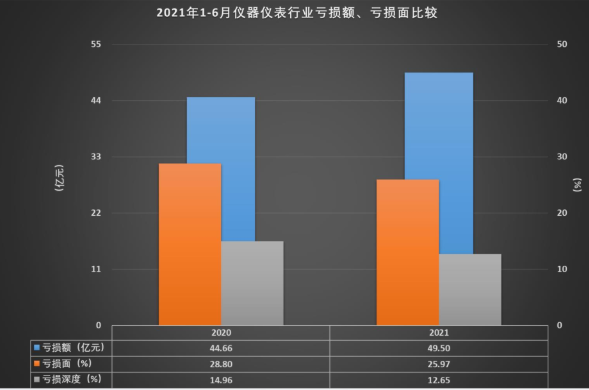 2021年1-6月仪器仪表行业亏损额、亏损面比较
55 50
44 40
33 30
(亿元) (%)
22 20
11 10
0 0
2020 2021
亏损额（亿元） 44.66 49.50
亏损面（%） 28.80 25.97
亏损深度（%） 14.96 12.65